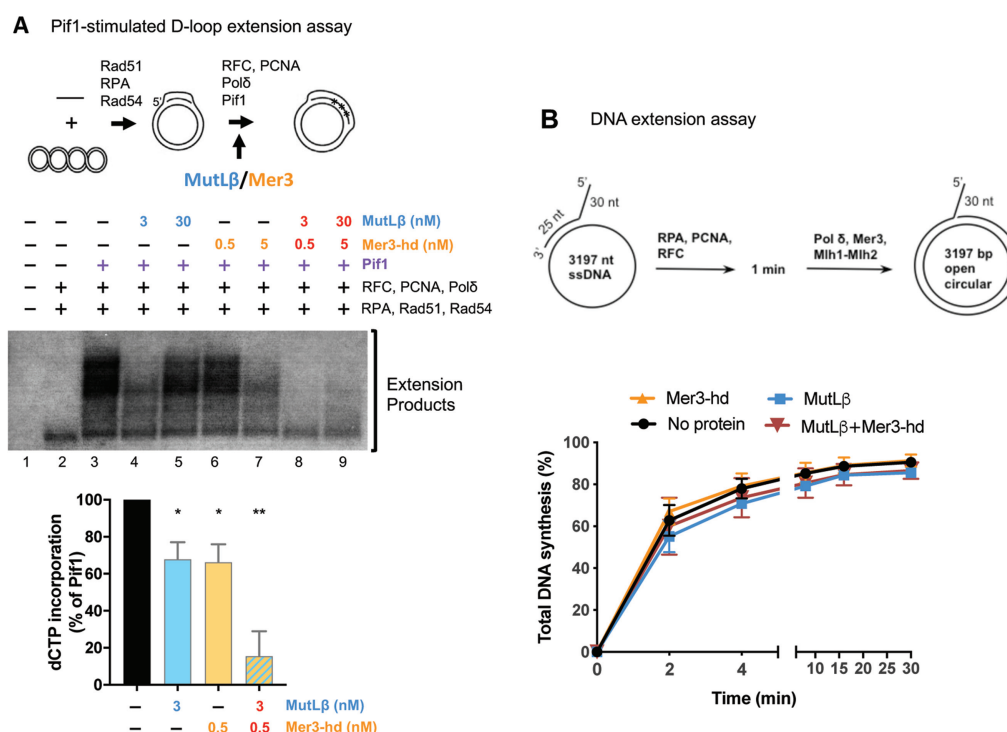 A Pif1-stimulated D-loop extension assay
Rad51
RPA
Rad54
+
5'
RFC, PCNA
Polδ
Pif1
***
MutLβ/Mer3
– – – 3 30 – – 3 30 MutLβ (nM)
– – – – – 0.5 5 0.5 5 Mer3-hd (nM)
– – + + + + + + + Pif1
– + + + + + + + + RFC, PCNA, Polδ
– + + + + + + + + RPA, Rad51, Rad54
Extension
Products
1 2 3 4 5 6 7 8 9
dCTP incorporation
(% of Pif1)
100
80
60
40
20
0
* * **
– 3 – 3 MutLβ (nM)
– – 0.5 0.5 Mer3-hd (nM)
B DNA extension assay
5'
30 nt
25 nt
3'
3197 nt
ssDNA
RPA, PCNA,
RFC
1 min
Pol δ, Mer3,
Mlh1-Mlh2
5'
30 nt
3197 bp
open
circular
Mer3-hd MutLβ
No protein MutLβ+Mer3-hd
Total DNA synthesis (%)
100
80
60
40
20
0
0 2 4 10 15 20 25 30
Time (min)